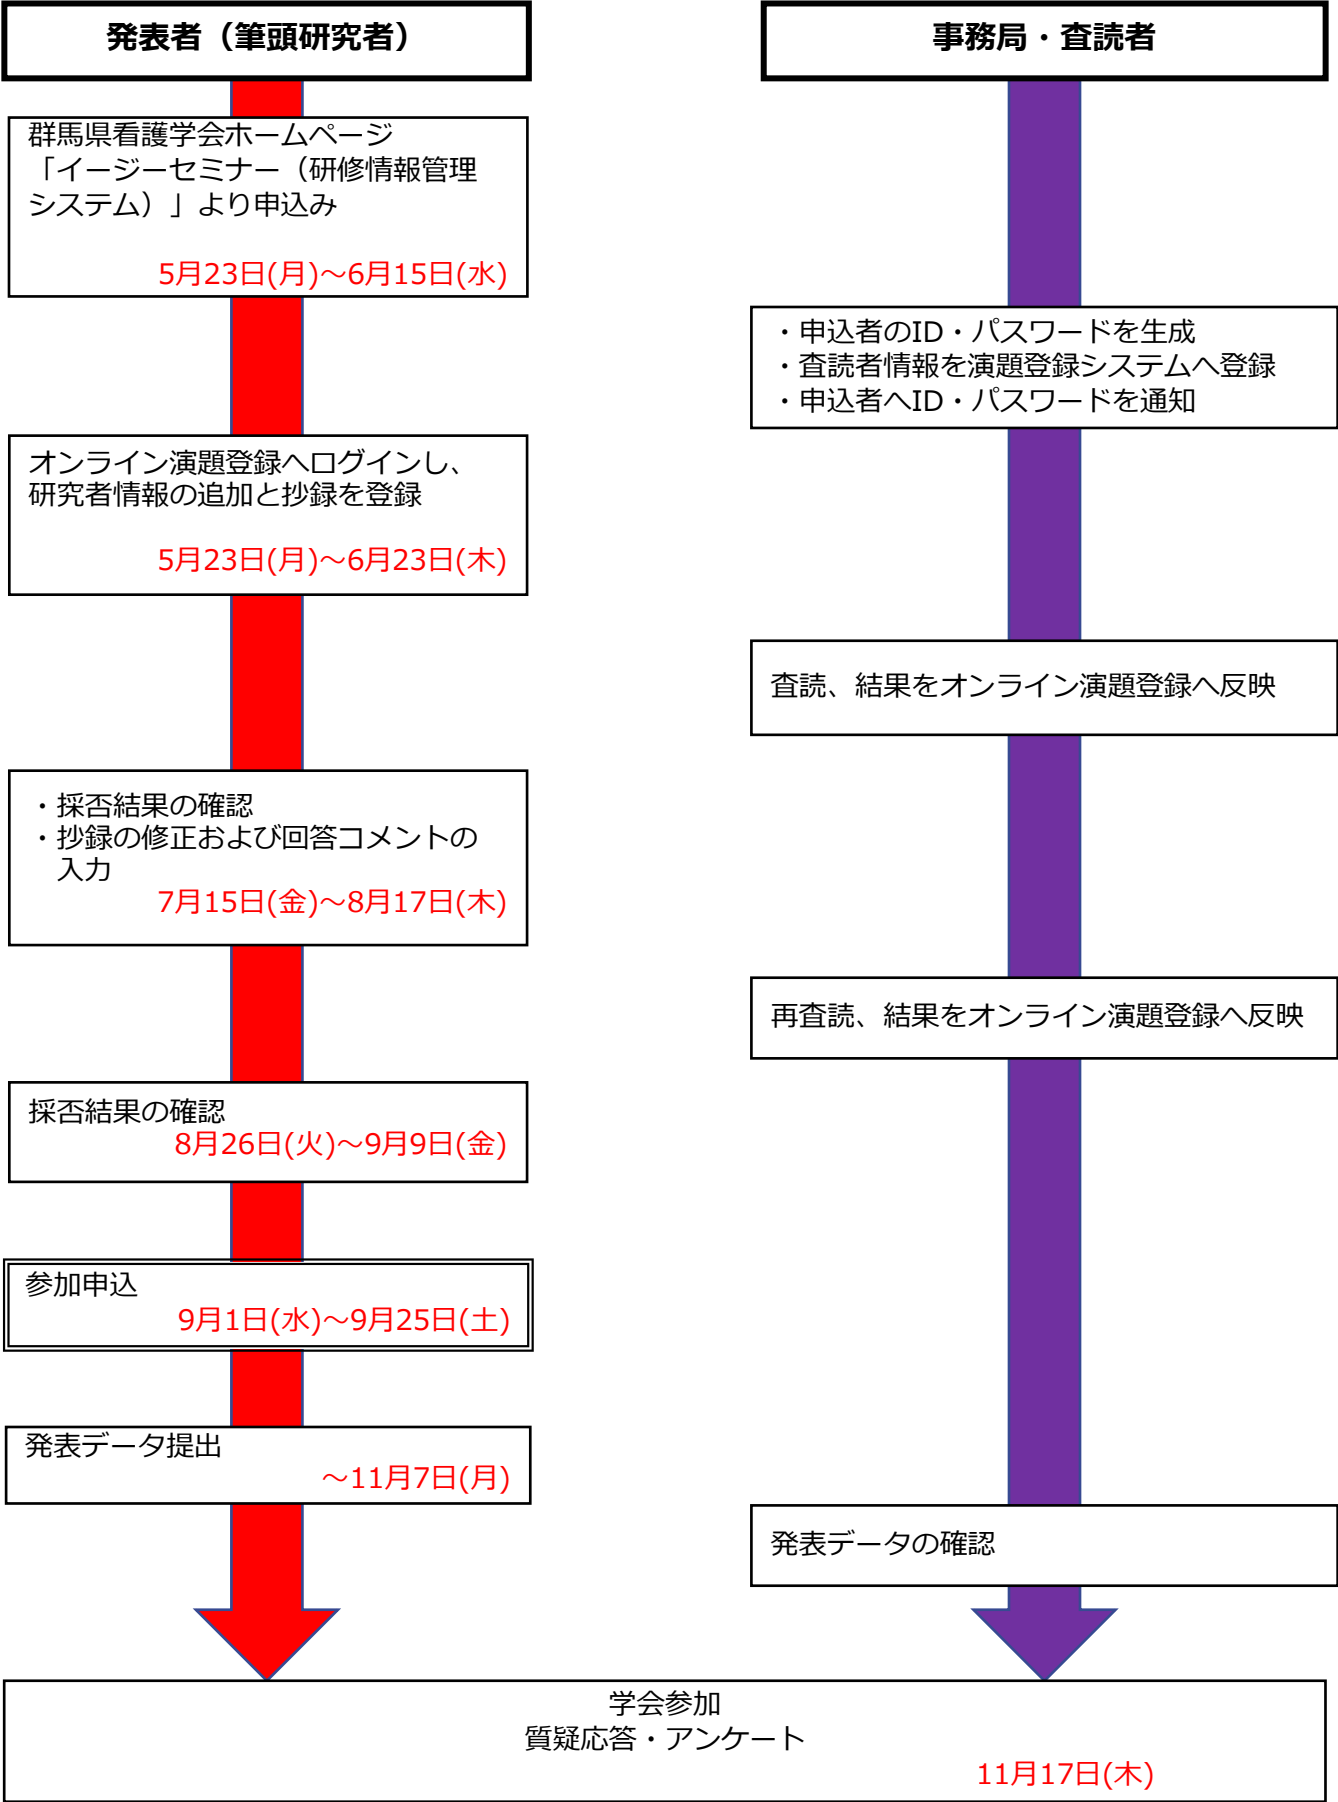 発表者（筆頭研究者）
事務局・査読者
群馬県看護学会ホームページ
「イージーセミナー（研修情報管理
システム）」より申込み
5月23日(月)～6月15日(水)
・申込者のID・パスワードを生成
・査読者情報を演題登録システムへ登録
・申込者へID・パスワードを通知
オンライン演題登録へログインし、
研究者情報の追加と抄録を登録
5月23日(月)～6月23日(木)
査読、結果をオンライン演題登録へ反映
・採否結果の確認
・抄録の修正および回答コメントの
入力
7月15日(金)～8月17日(木)
再査読、結果をオンライン演題登録へ反映
採否結果の確認
8月26日(火)～9月9日(金)
参加申込
9月1日(水)～9月25日(土)
発表データ提出
～11月7日(月)
発表データの確認
学会参加
質疑応答・アンケート
11月17日(木)